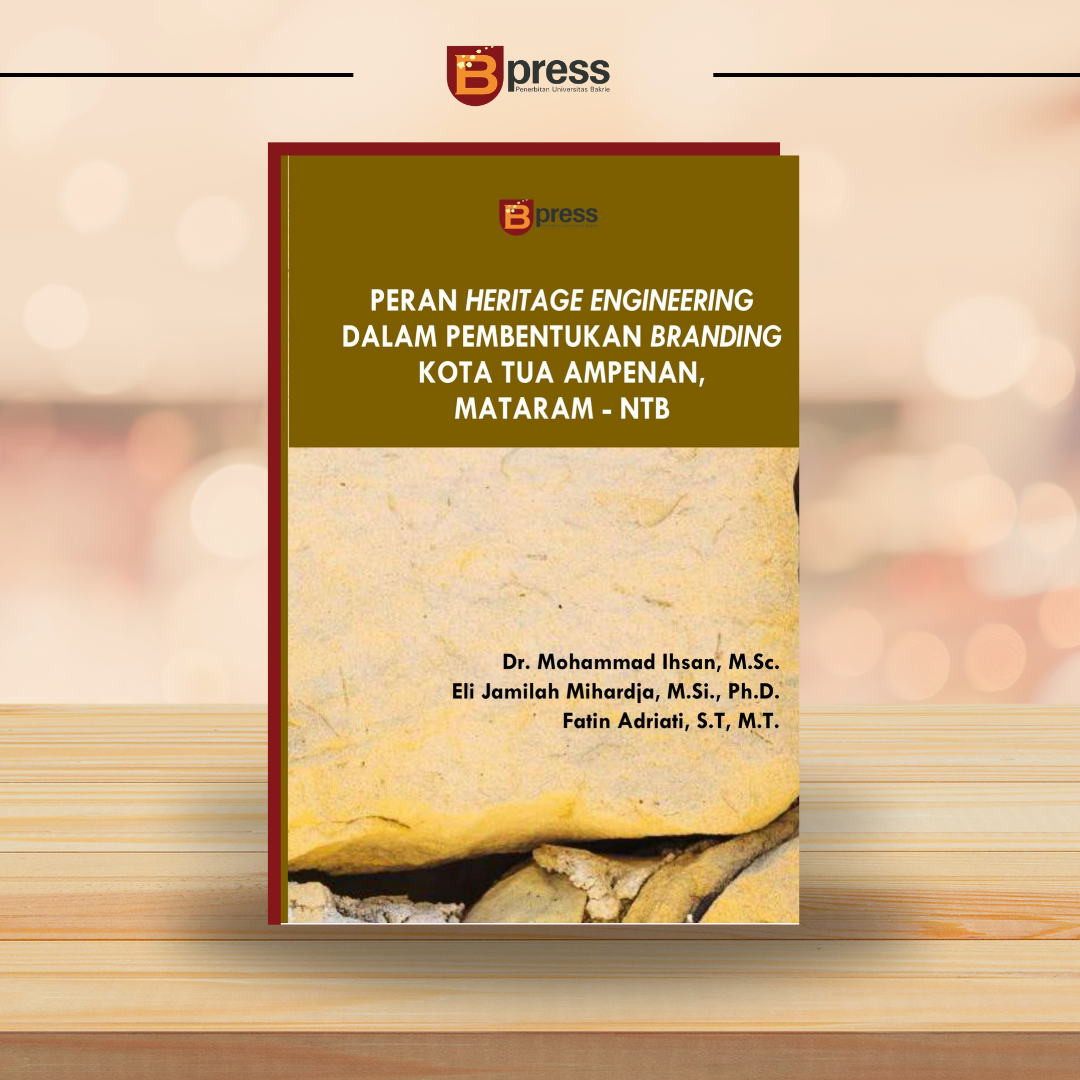 Bpress
Penerbitan Universitas Bakrie
Bpress
PERAN HERITAGE ENGINEERING
DALAM PEMBENTUKAN BRANDING
KOTA TUA AMPENAN,
MATARAM - NTB
Dr. Mohammad Ihsan, M.Sc.
Eli Jamilah Mihardja, M.Si., Ph.D.
Fatin Adriati, S.T, M.T.